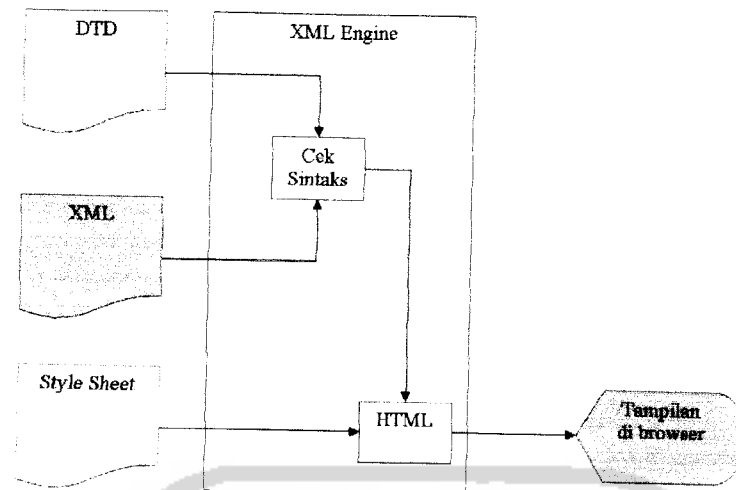 DTD
XML Engine
Cek
Sintaks
XML
Style Sheet
HTML
Tampilan
di browser